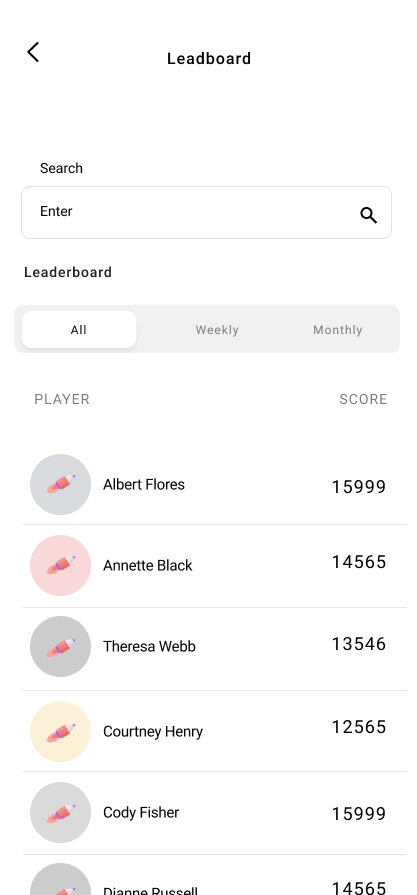 Leadboard
Search
Enter
Leaderboard
All Weekly Monthly
PLAYER SCORE
Albert Flores 15999
Annette Black 14565
Theresa Webb 13546
Courtney Henry 12565
Cody Fisher 15999
Dianne Russell 14565